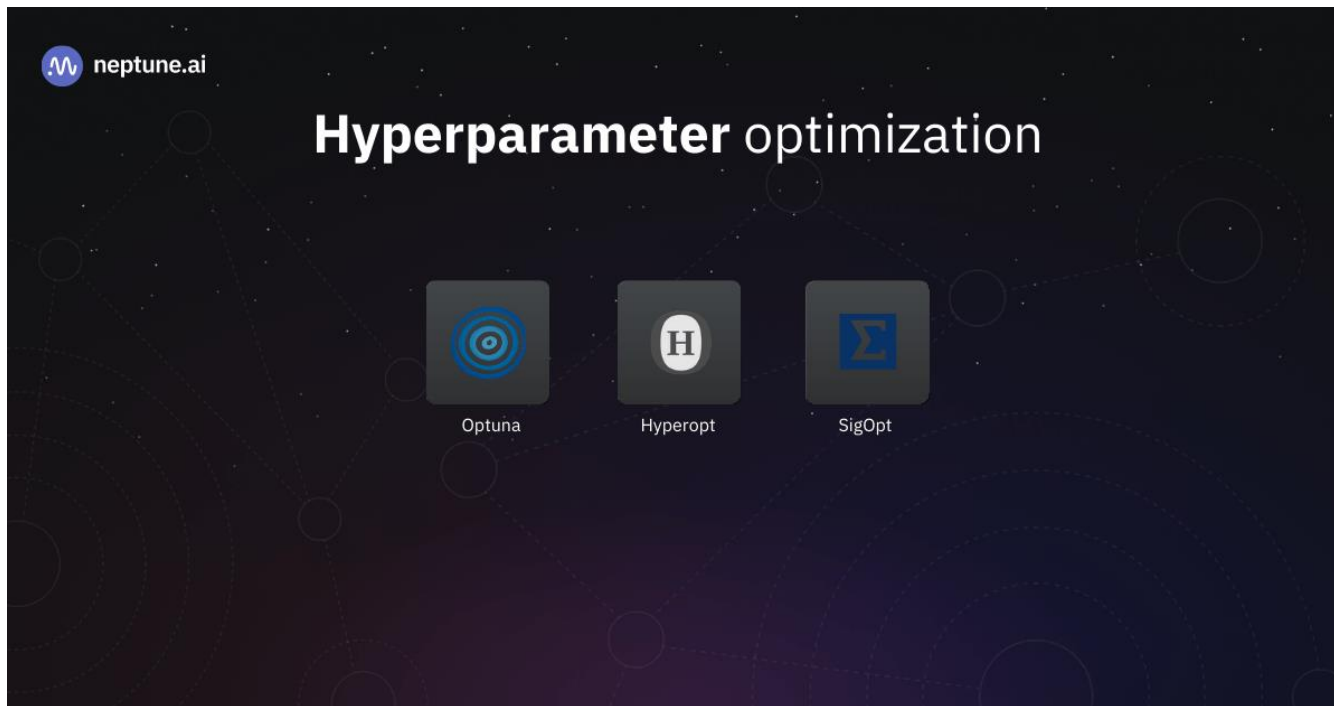 neptune.ai
Hyperparameter optimization
H
Σ
Optuna
Hyperopt
SigOpt